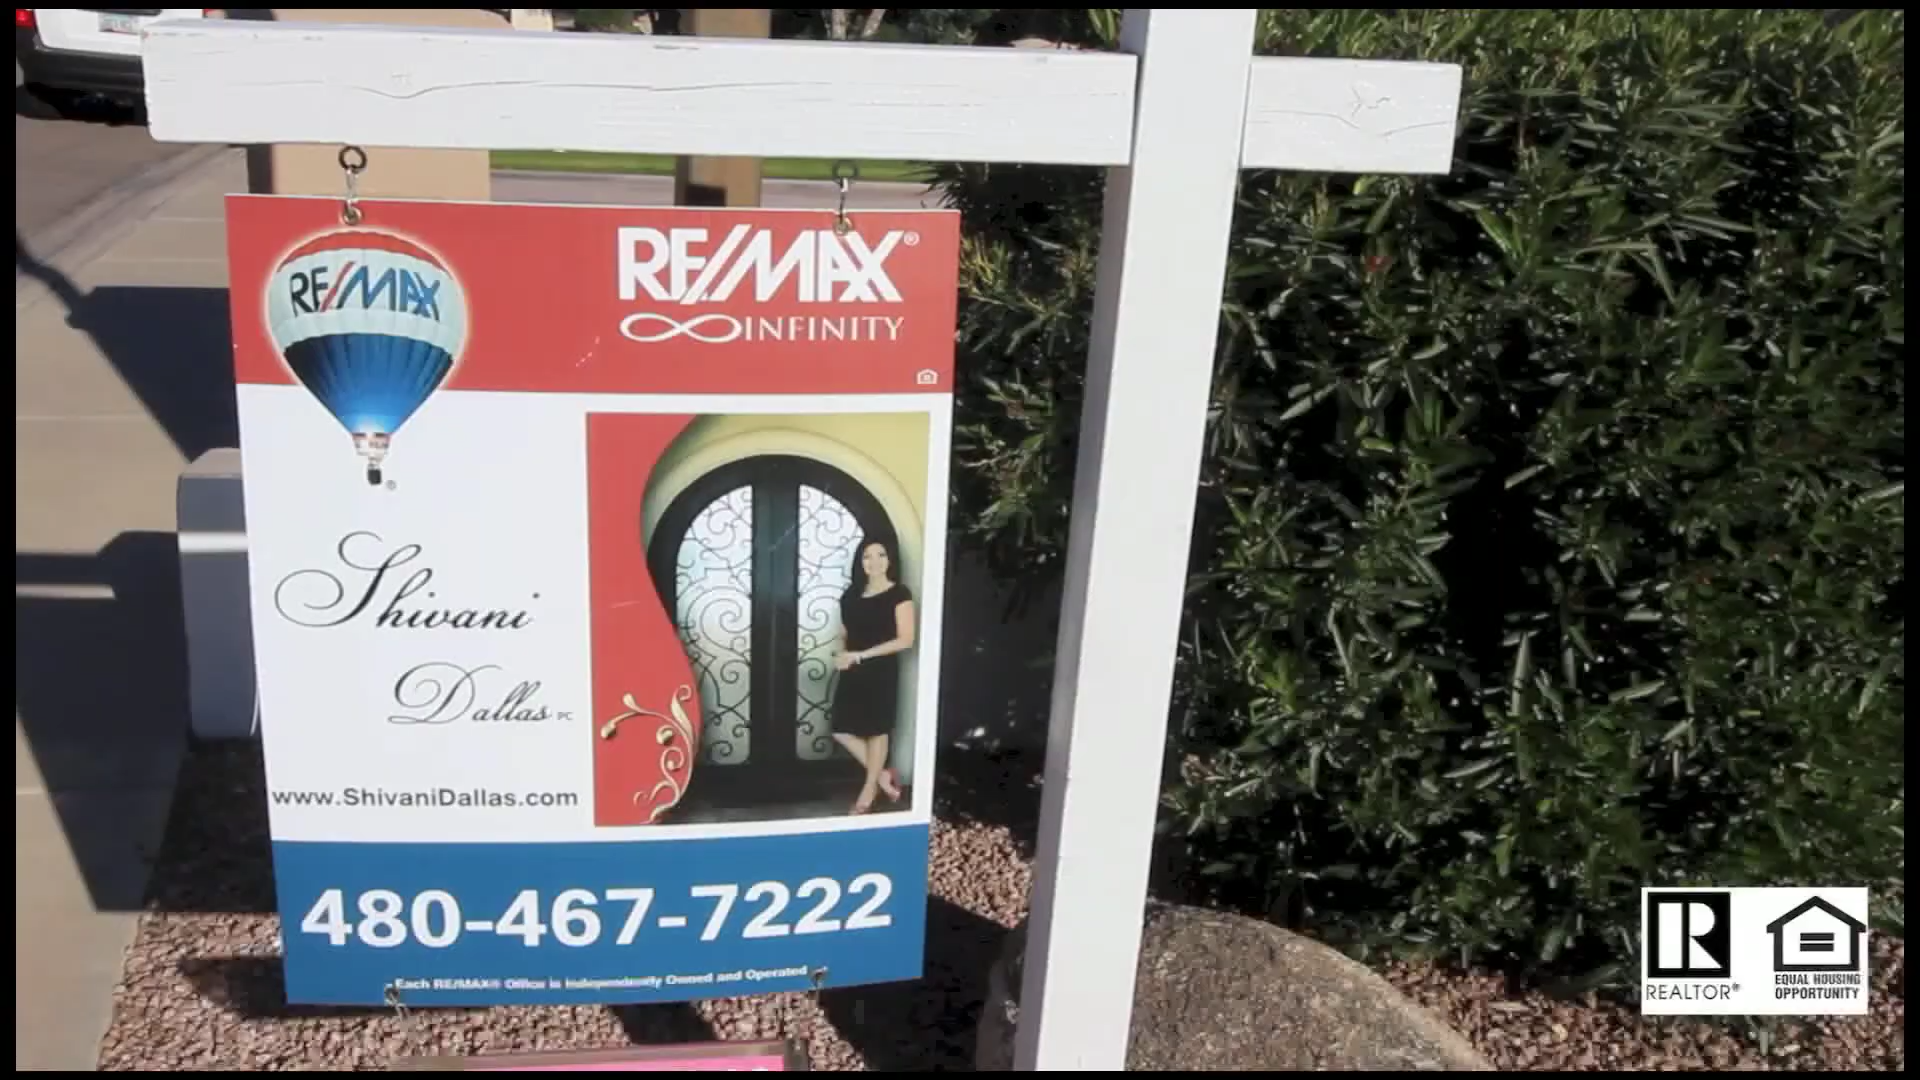 RE/MAX
RE/MAX®
∞ INFINITY
Shivani
Dallas PC
www.ShivaniDallas.com
480-467-7222
Each RE/MAX® Office is Independently Owned and Operated
R
REALTOR®
EQUAL HOUSING
OPPORTUNITY